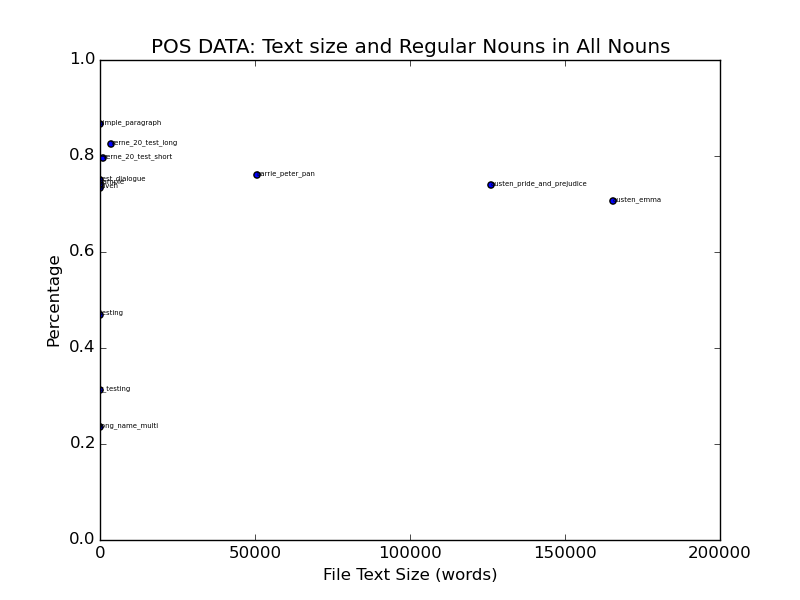 POS DATA: Text size and Regular Nouns in All Nouns
1.0
imple_paragraph
erne_20_test_long
0.8
erne_20_test_short
arrie_peter_pan
est_dialogue
usten_pride_and_prejudice
usten_emma
0.6
Percentage
esting
0.4
_testing
ong_name_multi
0.2
0.0
0
50000
100000
150000
200000
File Text Size (words)